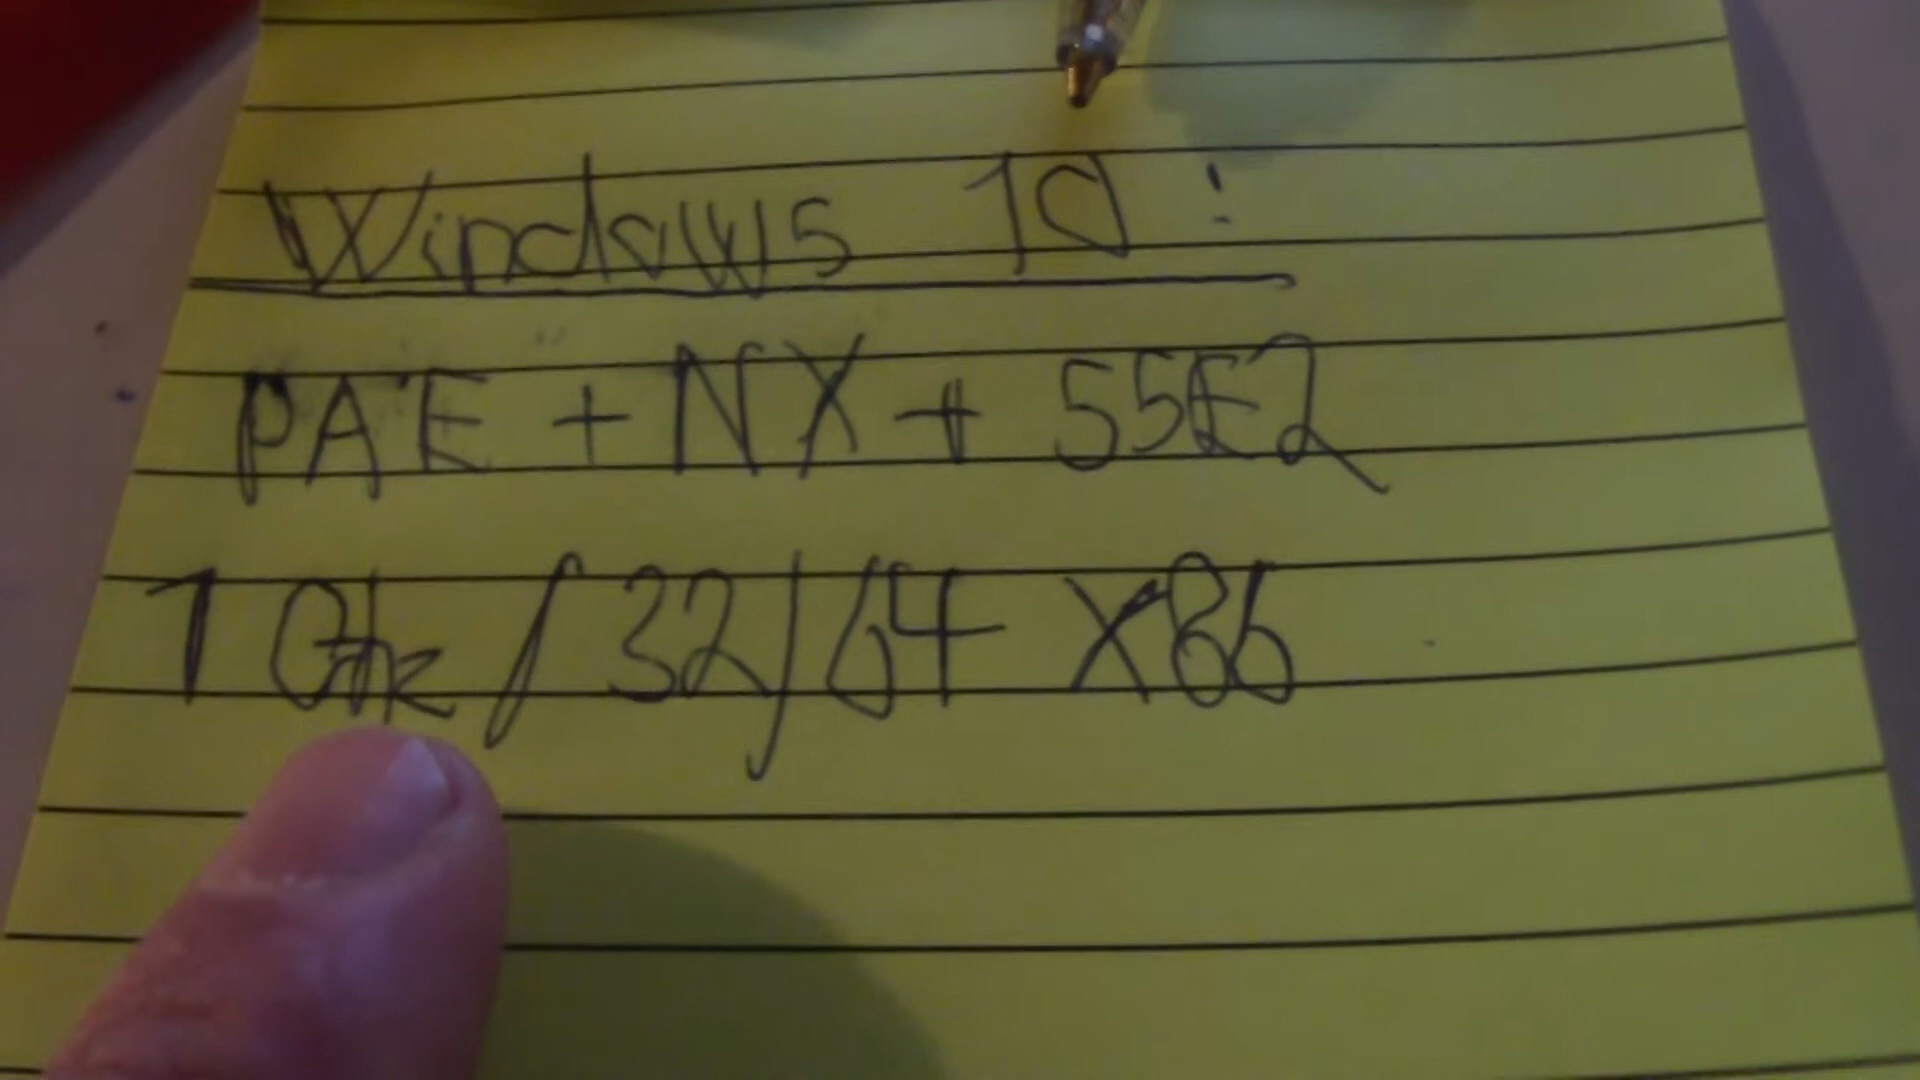 Windows 10:
PAE + NX + SSE2
1 GHz / 32/64 X86